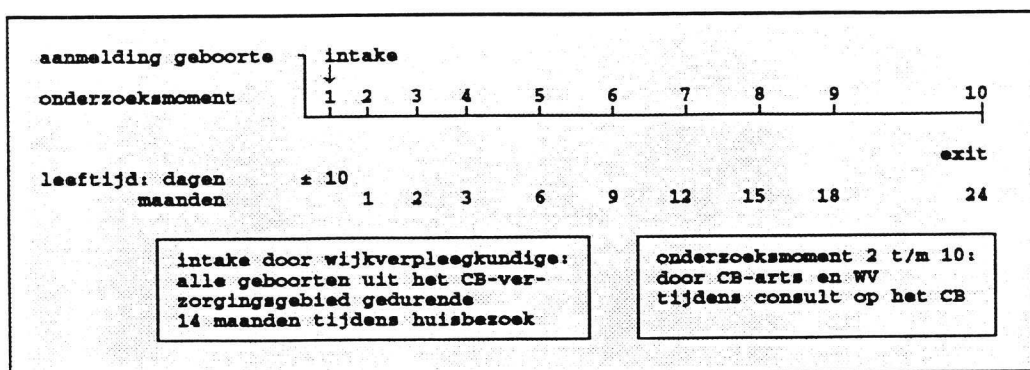 aanmelding geboorte intake
onderzoeksmoment 1 2 3 4 5 6 7 8 9 10
exit
leeftijd: dagen ± 10
maanden 1 2 3 6 9 12 15 18 24
intake door wijkverpleegkundige:
alle geboorten uit het CB-ver-
zorgingsgebied gedurende
14 maanden tijdens huisbezoek
onderzoeksmoment 2 t/m 10:
door CB-arts en WV
tijdens consult op het CB